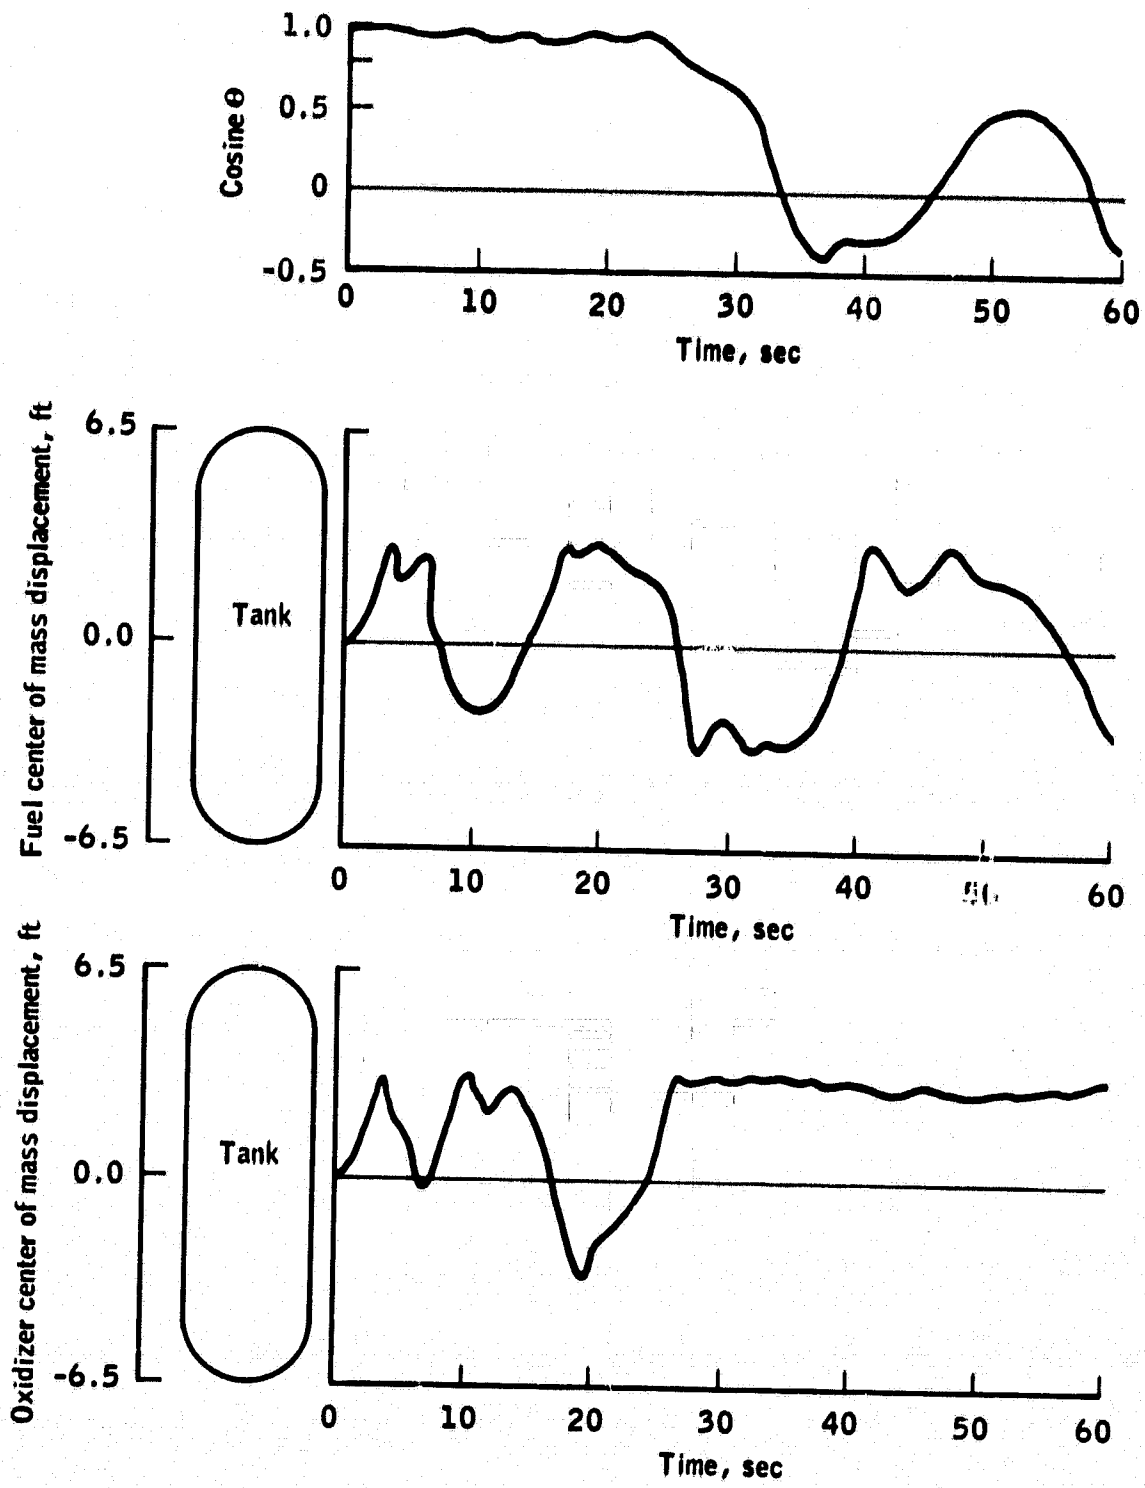 1.0
0.5
0
-0.5
Cosine Θ
0 10 20 30 40 50 60
Time, sec
Fuel center of mass displacement, ft
6.5
0.0
-6.5
Tank
0 10 20 30 40 60
Time, sec
Oxidizer center of mass displacement, ft
6.5
0.0
-6.5
Tank
0 10 20 30 40 50 60
Time, sec